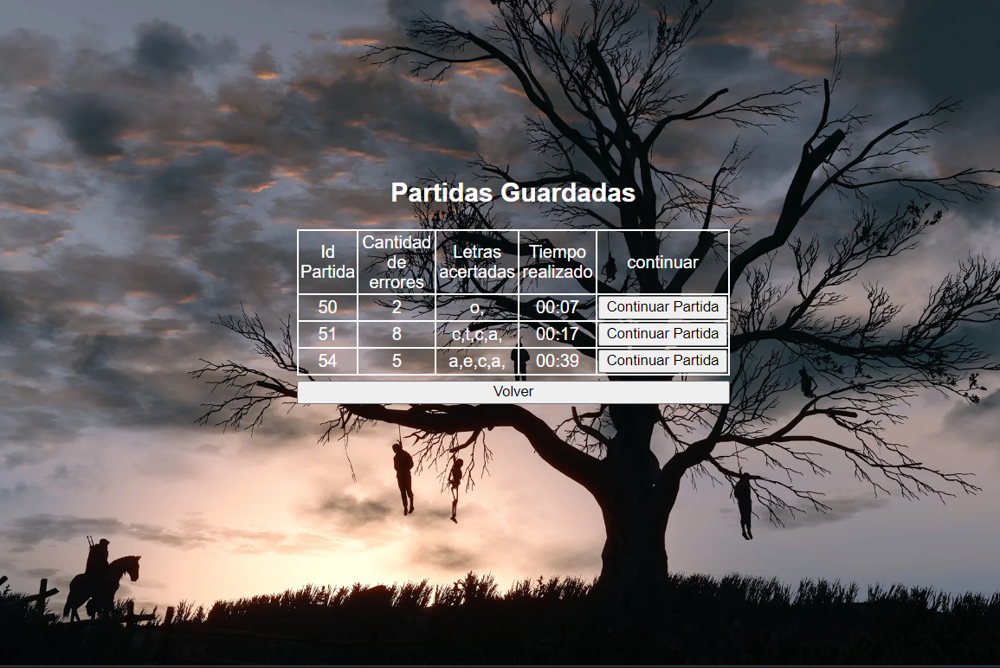 Partidas Guardadas
Id Partida Cantidad de errores Letras acertadas Tiempo realizado continuar
50 2 o, 00:07 Continuar Partida
51 8 c,t,c,a, 00:17 Continuar Partida
54 5 a,e,c,a, 00:39 Continuar Partida
Volver